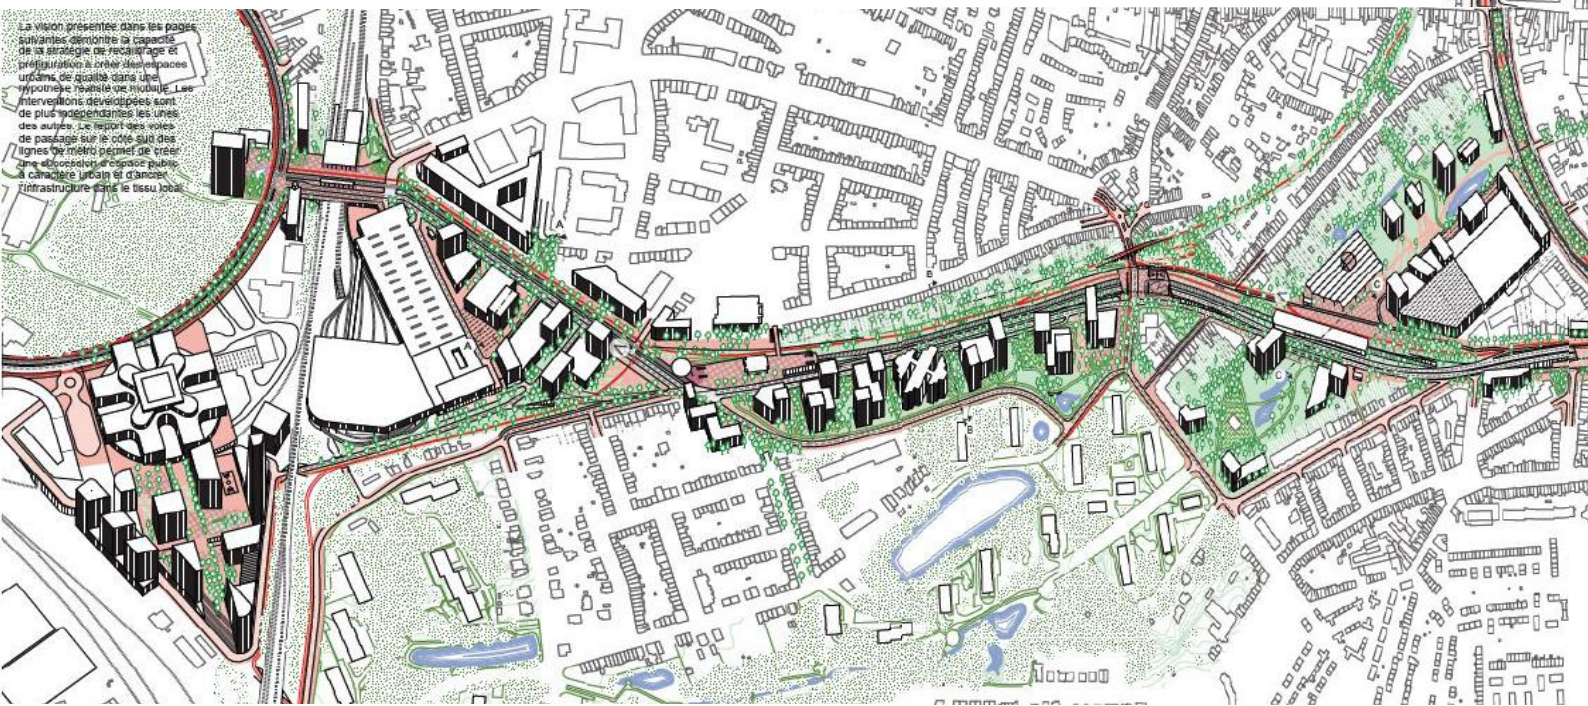 La vision présentée dans les pages
suivantes démontre la capacité
de la stratégie de recalibrage et
préfiguration à créer des espaces
urbains de qualité dans une
hypothèse réaliste de mobilité. Les
interventions développées sont
de plus indépendantes les unes
des autres. Le report des voies
de passage sur le côté sud des
lignes de métro permet de créer
une succession d'espace public
à caractère urbain et d'ancrer
l'infrastructure dans le tissu local.
A
A
B
B
C
C